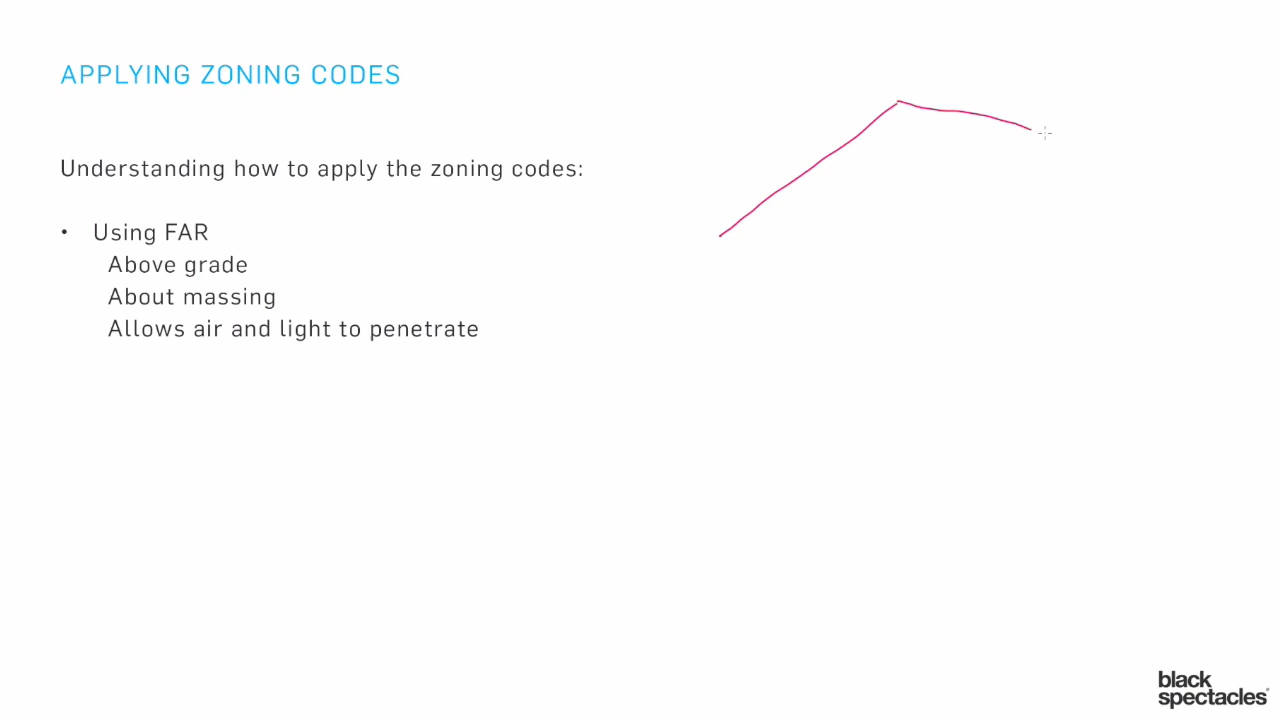 APPLYING ZONING CODES
Understanding how to apply the zoning codes:
• Using FAR
Above grade
About massing
Allows air and light to penetrate
black
spectacles